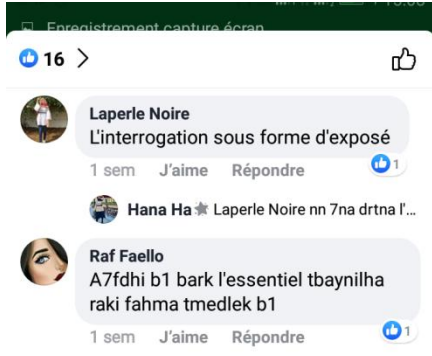 Enregistrement capture écran
16
Laperle Noire
L'interrogation sous forme d'exposé
1 sem J'aime Répondre 1
Hana Ha Laperle Noire nn 7na drtna l'...
Raf Faello
A7fdhi b1 bark l'essentiel tbaynilha
raki fahma tmedlek b1
1 sem J'aime Répondre 1